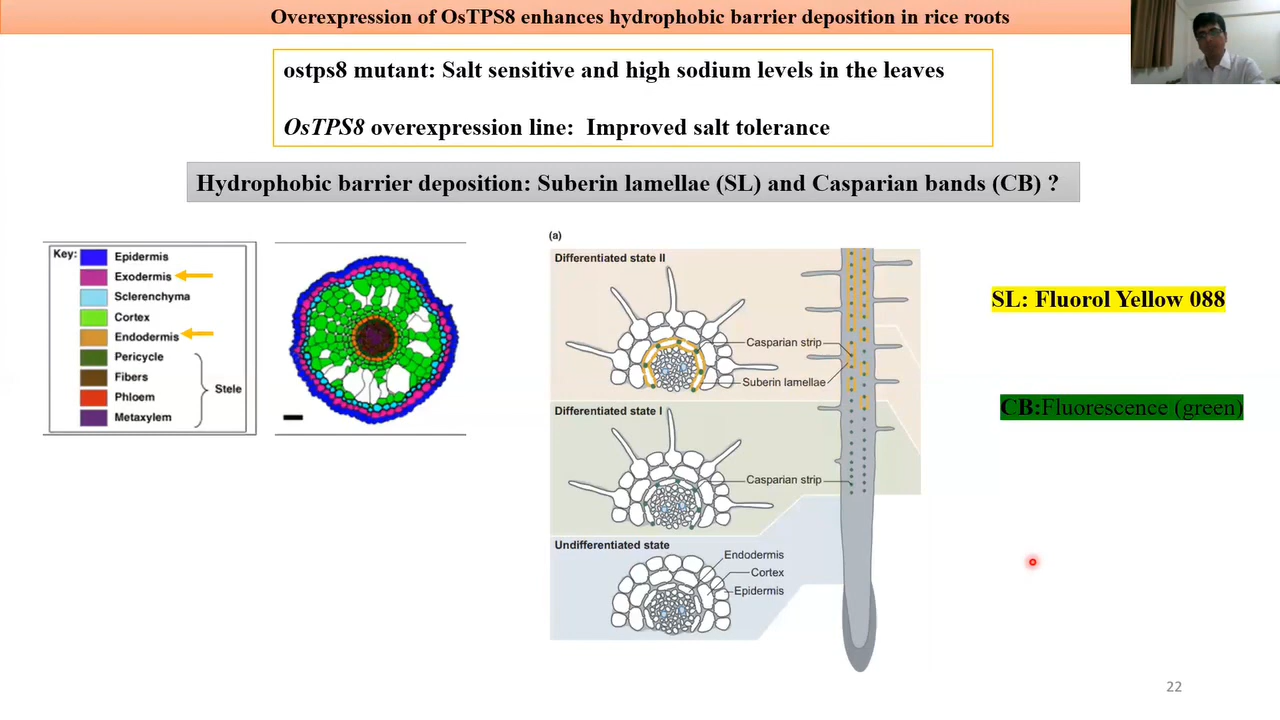 Overexpression of OsTPS8 enhances hydrophobic barrier deposition in rice roots
ostps8 mutant: Salt sensitive and high sodium levels in the leaves
OsTPS8 overexpression line: Improved salt tolerance
Hydrophobic barrier deposition: Suberin lamellae (SL) and Casparian bands (CB) ?
Key:
Epidermis
Exodermis
Sclerenchyma
Cortex
Endodermis
Pericycle
Fibers
Phloem
Metaxylem
Stele
(a)
Differentiated state II
Casparian strip
Suberin lamellae
Differentiated state I
Casparian strip
Undifferentiated state
Endodermis
Cortex
Epidermis
SL: Fluorol Yellow 088
CB:Fluorescence (green)
22